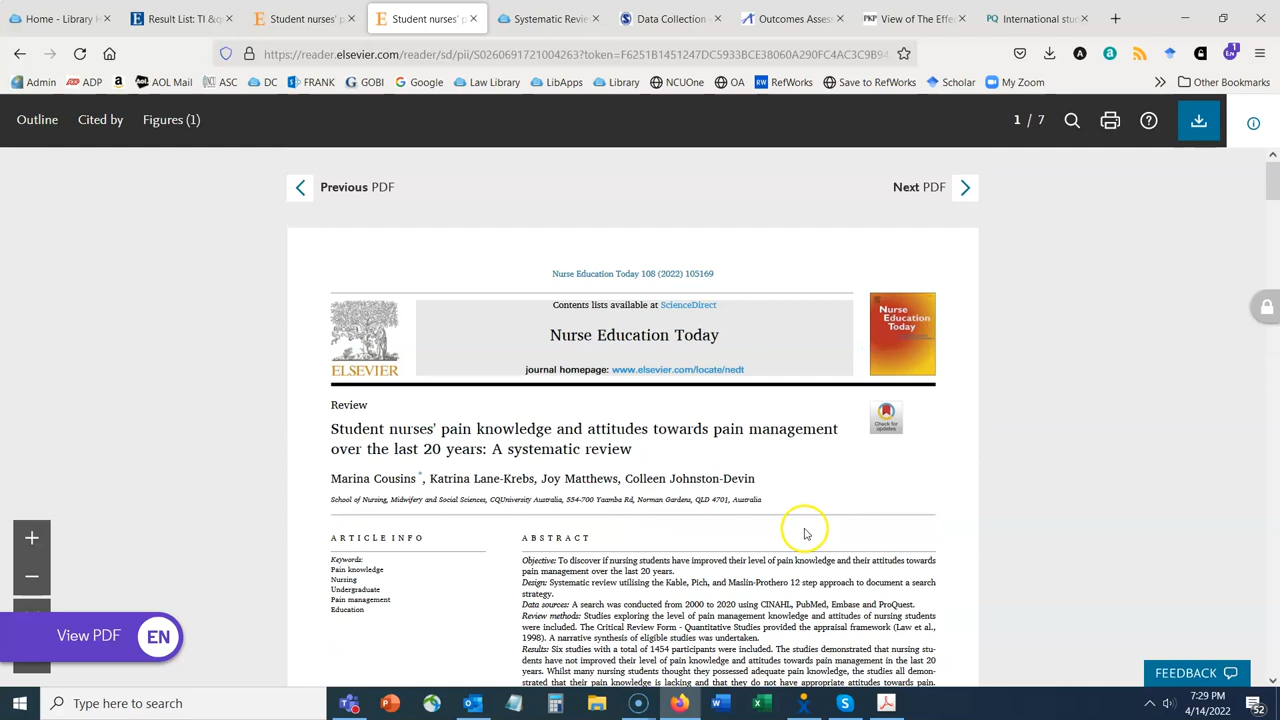 Home - Library -
Result List: TI &q
Student nurses'
Student nurses' p
Systematic Revi
Data Collection -
Outcomes Assess
PKP View of The Effe
PQ International stu
https://reader.elsevier.com/reader/sd/pii/S0260691721004263?token=F6251B1451247DC5933BCE38060A290FC4AC3C9B94
Admin ADP AOL Mail ASC DC FRANK GOBI Google Law Library LibApps Library NCUOne OA RefWorks Save to RefWorks Scholar My Zoom Other Bookmarks
Outline Cited by Figures (1) 1 / 7
Previous PDF Next PDF
Nurse Education Today 108 (2022) 105169
Contents lists available at ScienceDirect
Nurse Education Today
journal homepage: www.elsevier.com/locate/nedt
ELSEVIER
Nurse
Education
Today
Review
Check for
updates
Student nurses' pain knowledge and attitudes towards pain management
over the last 20 years: A systematic review
Marina Cousins *, Katrina Lane-Krebs, Joy Matthews, Colleen Johnston-Devin
School of Nursing, Midwifery and Social Sciences, CQUniversity Australia, 554-700 Yaamba Rd, Norman Gardens, QLD 4701, Australia
ARTICLE INFO
Keywords:
Pain knowledge
Nursing
Undergraduate
Pain management
Education
ABSTRACT
Objective: To discover if nursing students have improved their level of pain knowledge and their attitudes towards
pain management over the last 20 years.
Design: Systematic review utilising the Kable, Pich, and Maslin-Prothero 12 step approach to document a search
strategy.
Data sources: A search was conducted from 2000 to 2020 using CINAHL, PubMed, Embase and ProQuest.
Review methods: Studies exploring the level of pain management knowledge and attitudes of nursing students
were included. The Critical Review Form - Quantitative Studies provided the appraisal framework (Law et al.,
1998). A narrative synthesis of eligible studies was undertaken.
Results: Six studies with a total of 1454 participants were included. The studies demonstrated that nursing stu-
dents have not improved their level of pain knowledge and attitudes towards pain management in the last 20
years. Whilst many nursing students thought they possessed adequate pain knowledge, the studies all demon-
strated that their pain knowledge is lacking and that they do not have appropriate attitudes towards pain.
View PDF EN
FEEDBACK
Type here to search
7:29 PM
4/14/2022
52